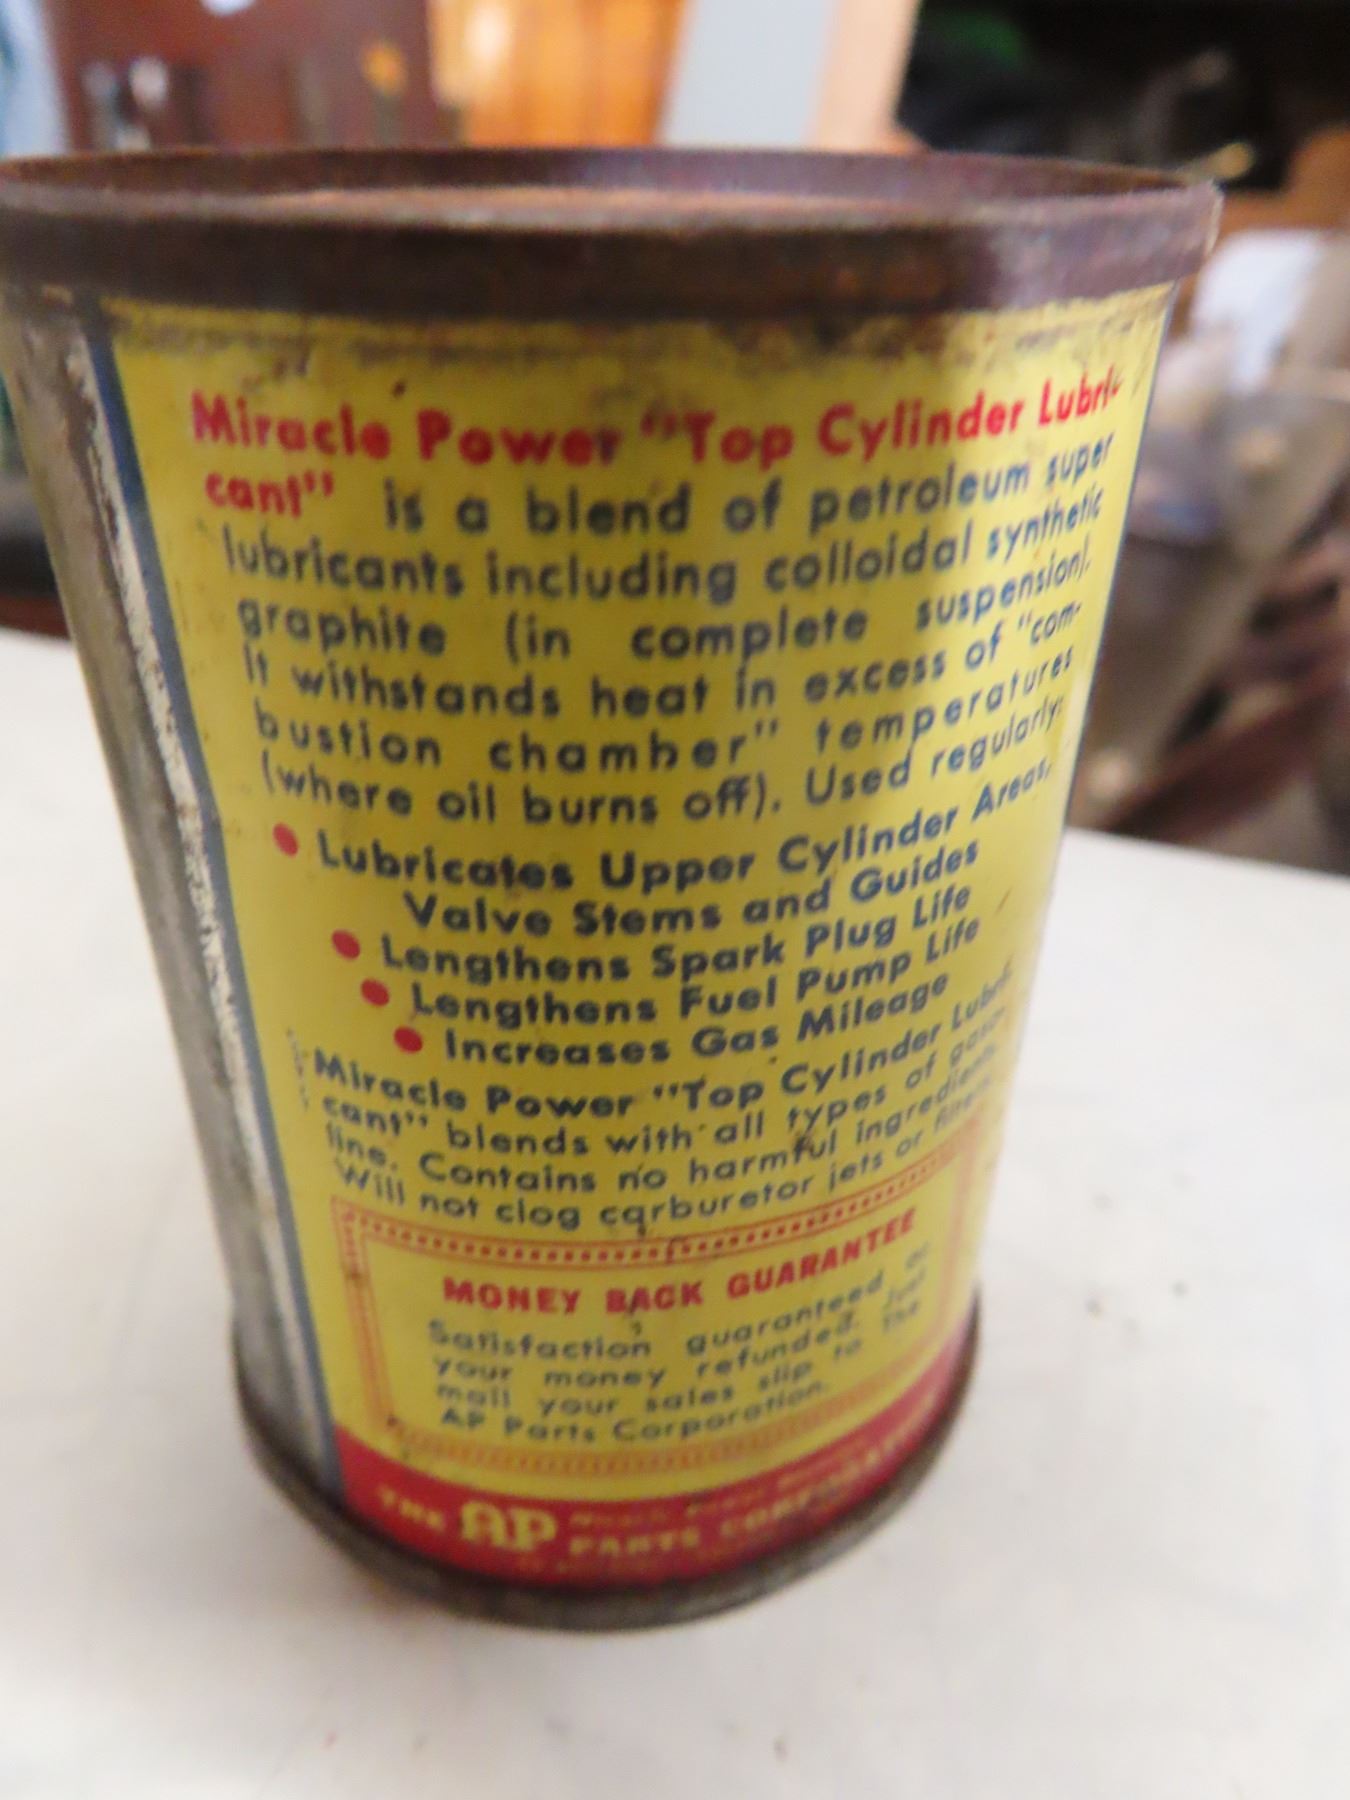 Miracle Power "Top Cylinder Lubri-
cant" is a blend of petroleum super
lubricants including colloidal synthetic
graphite (in complete suspension).
It withstands heat in excess of "com-
bustion chamber" temperatures
(where oil burns off). Used regularly:
• Lubricates Upper Cylinder Areas,
Valve Stems and Guides
• Lengthens Spark Plug Life
• Lengthens Fuel Pump Life
• Increases Gas Mileage
Miracle Power "Top Cylinder Lubri-
cant" blends with all types of gaso-
line. Contains no harmful ingredients.
Will not clog carburetor jets or filters.
MONEY BACK GUARANTEE
Satisfaction guaranteed or
your money refunded. Just
mail your sales slip to The
AP Parts Corporation.
THE AP PARTS CORPORATION